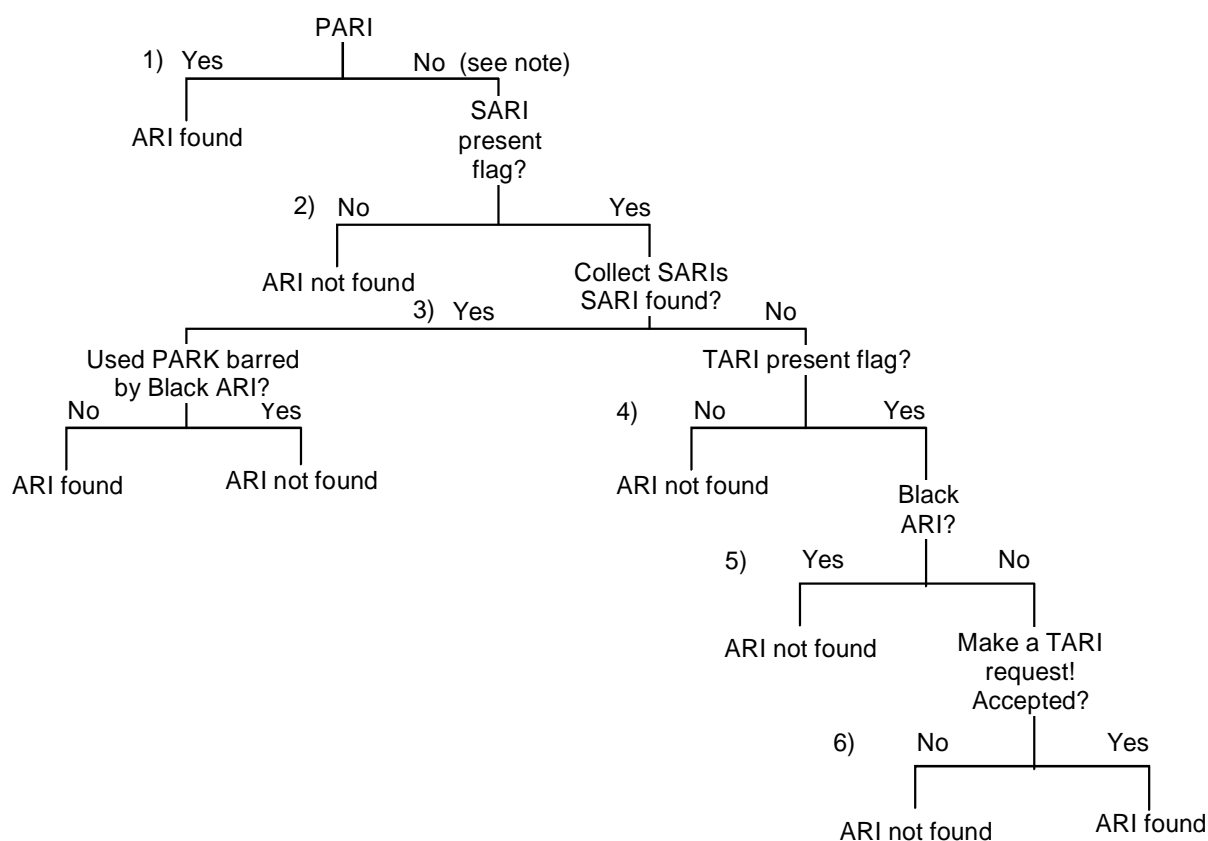 PARI
1) Yes No (see note)
ARI found
SARI
present
flag?
2) No Yes
ARI not found
Collect SARIs
SARI found?
3) Yes No
Used PARK barred
by Black ARI?
TARI present flag?
No Yes
4) No Yes
ARI found
ARI not found
ARI not found
Black
ARI?
5) Yes No
ARI not found
Make a TARI
request!
Accepted?
6) No Yes
ARI not found
ARI found